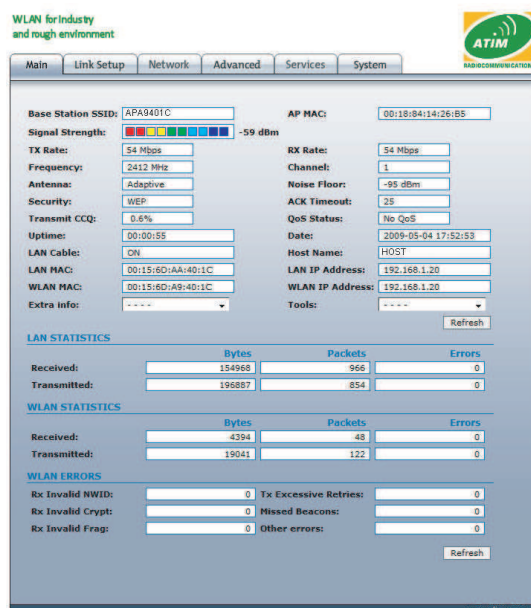 WLAN for Industry
and rough environment
ATIM
RADIOCOMMUNICATION
Main Link Setup Network Advanced Services System
Base Station SSID: APA9401C AP MAC: 00:18:84:14:26:B5
Signal Strength: -59 dBm
TX Rate: 54 Mbps RX Rate: 54 Mbps
Frequency: 2412 MHz Channel: 1
Antenna: Adaptive Noise Floor: -95 dBm
Security: WEP ACK Timeout: 25
Transmit CCQ: 0.6% QoS Status: No QoS
Uptime: 00:00:55 Date: 2009-05-04 17:52:53
LAN Cable: ON Host Name: HOST
LAN MAC: 00:15:6D:AA:40:1C LAN IP Address: 192.168.1.20
WLAN MAC: 00:15:6D:A9:40:1C WLAN IP Address: 192.168.1.20
Extra info: - - - - Tools: - - - -
Refresh
LAN STATISTICS
Bytes Packets Errors
Received: 154968 966 0
Transmitted: 196887 854 0
WLAN STATISTICS
Bytes Packets Errors
Received: 4394 48 0
Transmitted: 19041 122 0
WLAN ERRORS
Rx Invalid NWID: 0 Tx Excessive Retries: 0
Rx Invalid Crypt: 0 Missed Beacons: 0
Rx Invalid Frag: 0 Other errors: 0
Refresh